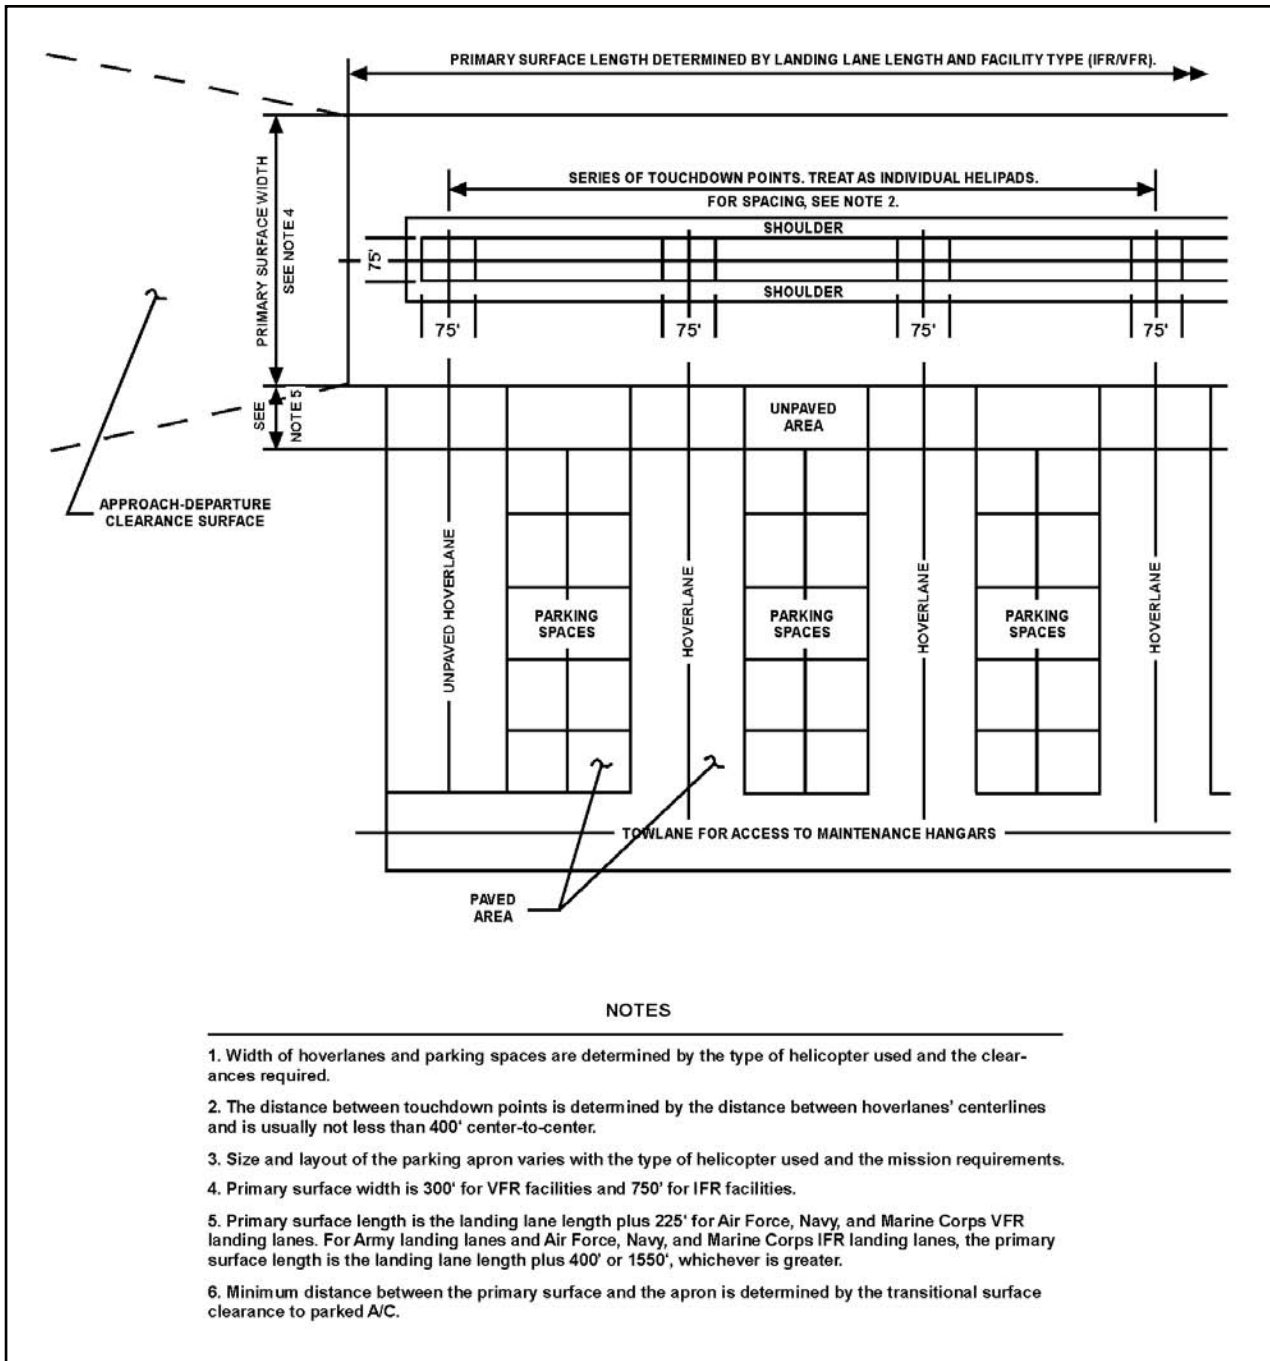 PRIMARY SURFACE LENGTH DETERMINED BY LANDING LANE LENGTH AND FACILITY TYPE (IFR/VFR).
PRIMARY SURFACE WIDTH
SEE NOTE 4
SERIES OF TOUCHDOWN POINTS. TREAT AS INDIVIDUAL HELIPADS.
FOR SPACING, SEE NOTE 2.
SHOULDER
75'
SHOULDER
75'
75'
75'
75'
SEE
NOTE 5
UNPAVED
AREA
APPROACH-DEPARTURE
CLEARANCE SURFACE
UNPAVED HOVERLANE
PARKING
SPACES
HOVERLANE
PARKING
SPACES
HOVERLANE
PARKING
SPACES
HOVERLANE
TOWLANE FOR ACCESS TO MAINTENANCE HANGARS
PAVED
AREA
NOTES
1. Width of hoverlanes and parking spaces are determined by the type of helicopter used and the clear-
ances required.
2. The distance between touchdown points is determined by the distance between hoverlanes' centerlines
and is usually not less than 400' center-to-center.
3. Size and layout of the parking apron varies with the type of helicopter used and the mission requirements.
4. Primary surface width is 300' for VFR facilities and 750' for IFR facilities.
5. Primary surface length is the landing lane length plus 225' for Air Force, Navy, and Marine Corps VFR
landing lanes. For Army landing lanes and Air Force, Navy, and Marine Corps IFR landing lanes, the primary
surface length is the landing lane length plus 400' or 1550', whichever is greater.
6. Minimum distance between the primary surface and the apron is determined by the transitional surface
clearance to parked A/C.